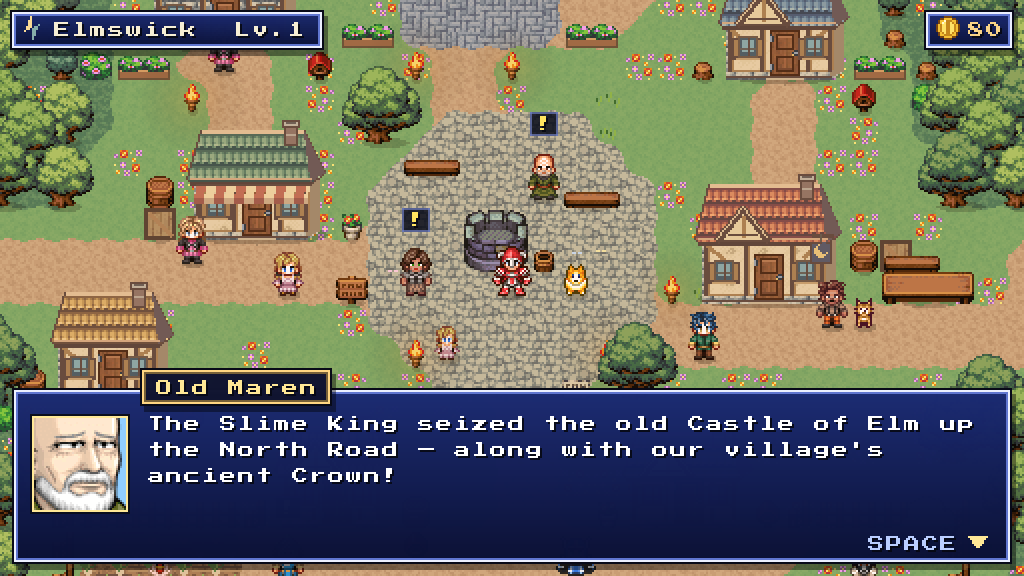 Elmswick Lv.1
80
!
!
Old Maren
The Slime King seized the old Castle of Elm up
the North Road — along with our village's
ancient Crown!
SPACE